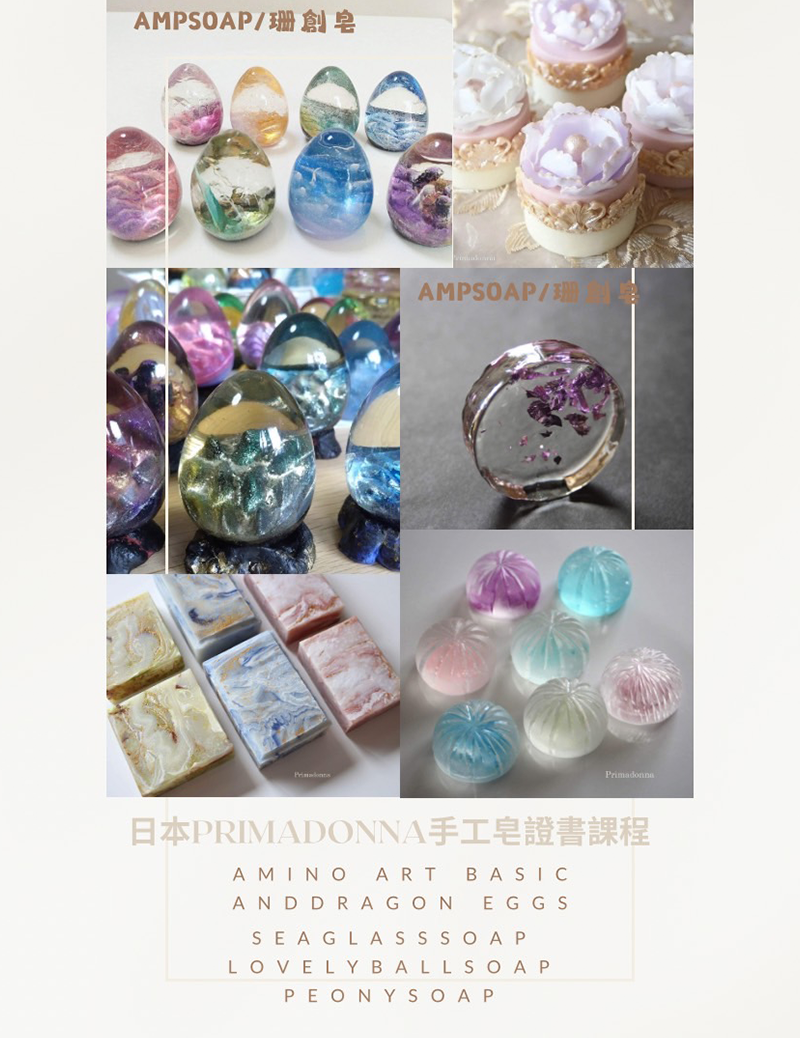 AMPSOAP/珊創皂
Primadonna
AMPSOAP/珊創皂
Primadonna
Primadonna
日本PRIMADONNA手工皂證書課程
AMINO ART BASIC
ANDDRAGON EGGS
SEAGLASSSOAP
LOVELYBALLSOAP
PEONYSOAP